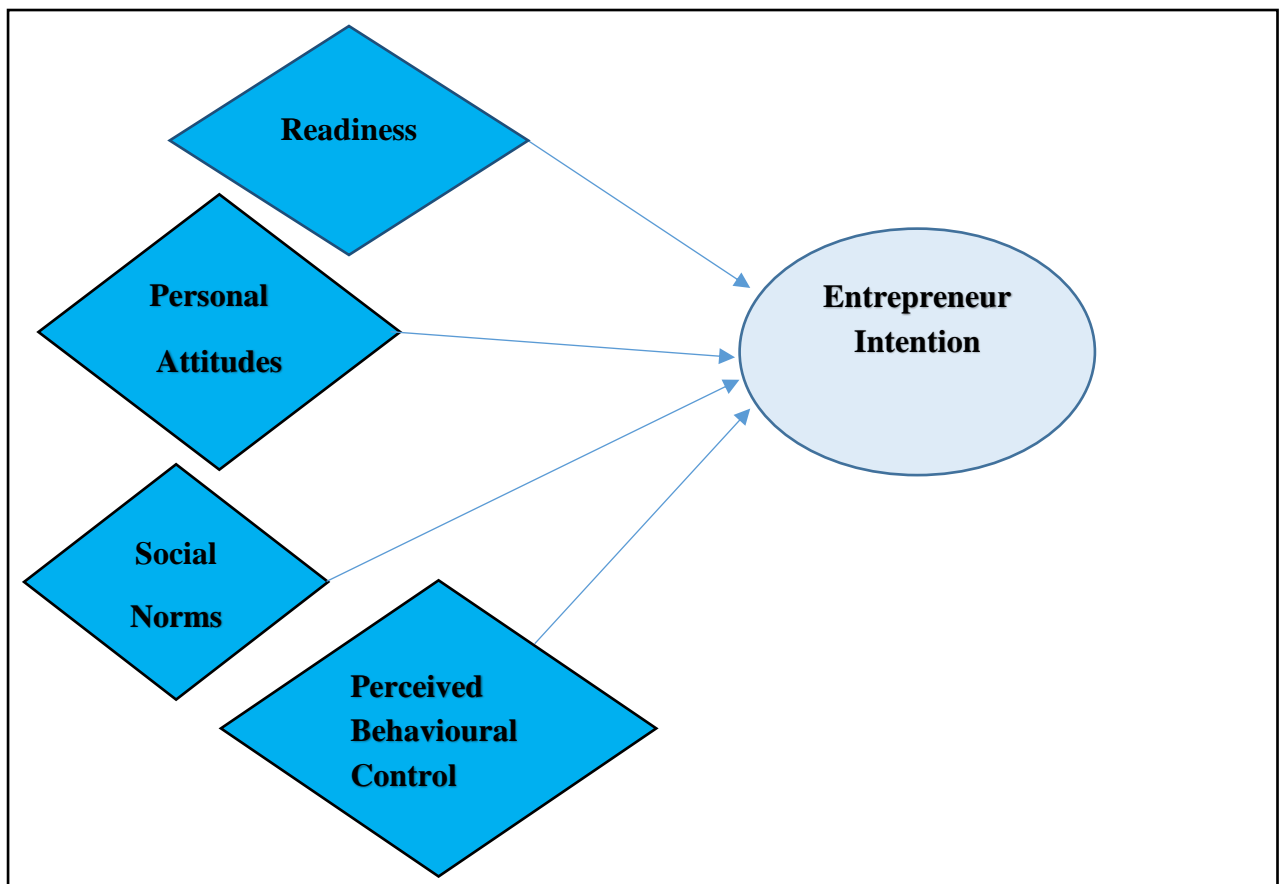 Readiness
Personal
Attitudes
Entrepreneur
Intention
Social
Norms
Perceived
Behavioural
Control